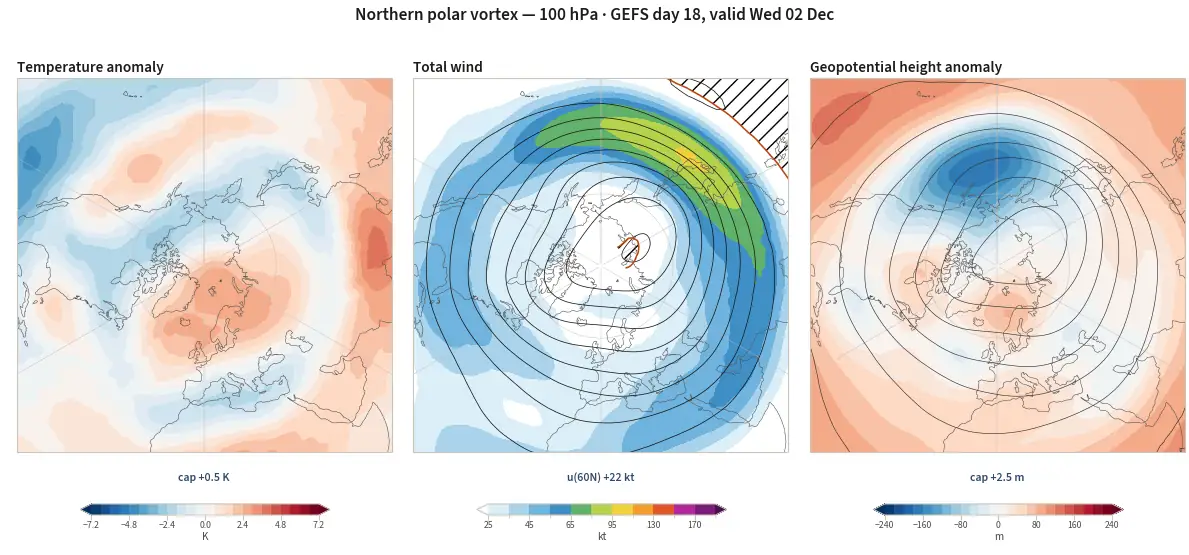 Northern polar vortex — 100 hPa · GEFS day 18, valid Wed 02 Dec
Temperature anomaly
Total wind
Geopotential height anomaly
cap +0.5 K
u(60N) +22 kt
cap +2.5 m
−7.2 −4.8 −2.4 0.0 2.4 4.8 7.2
K
25 45 65 95 130 170
kt
−240 −160 −80 0 80 160 240
m